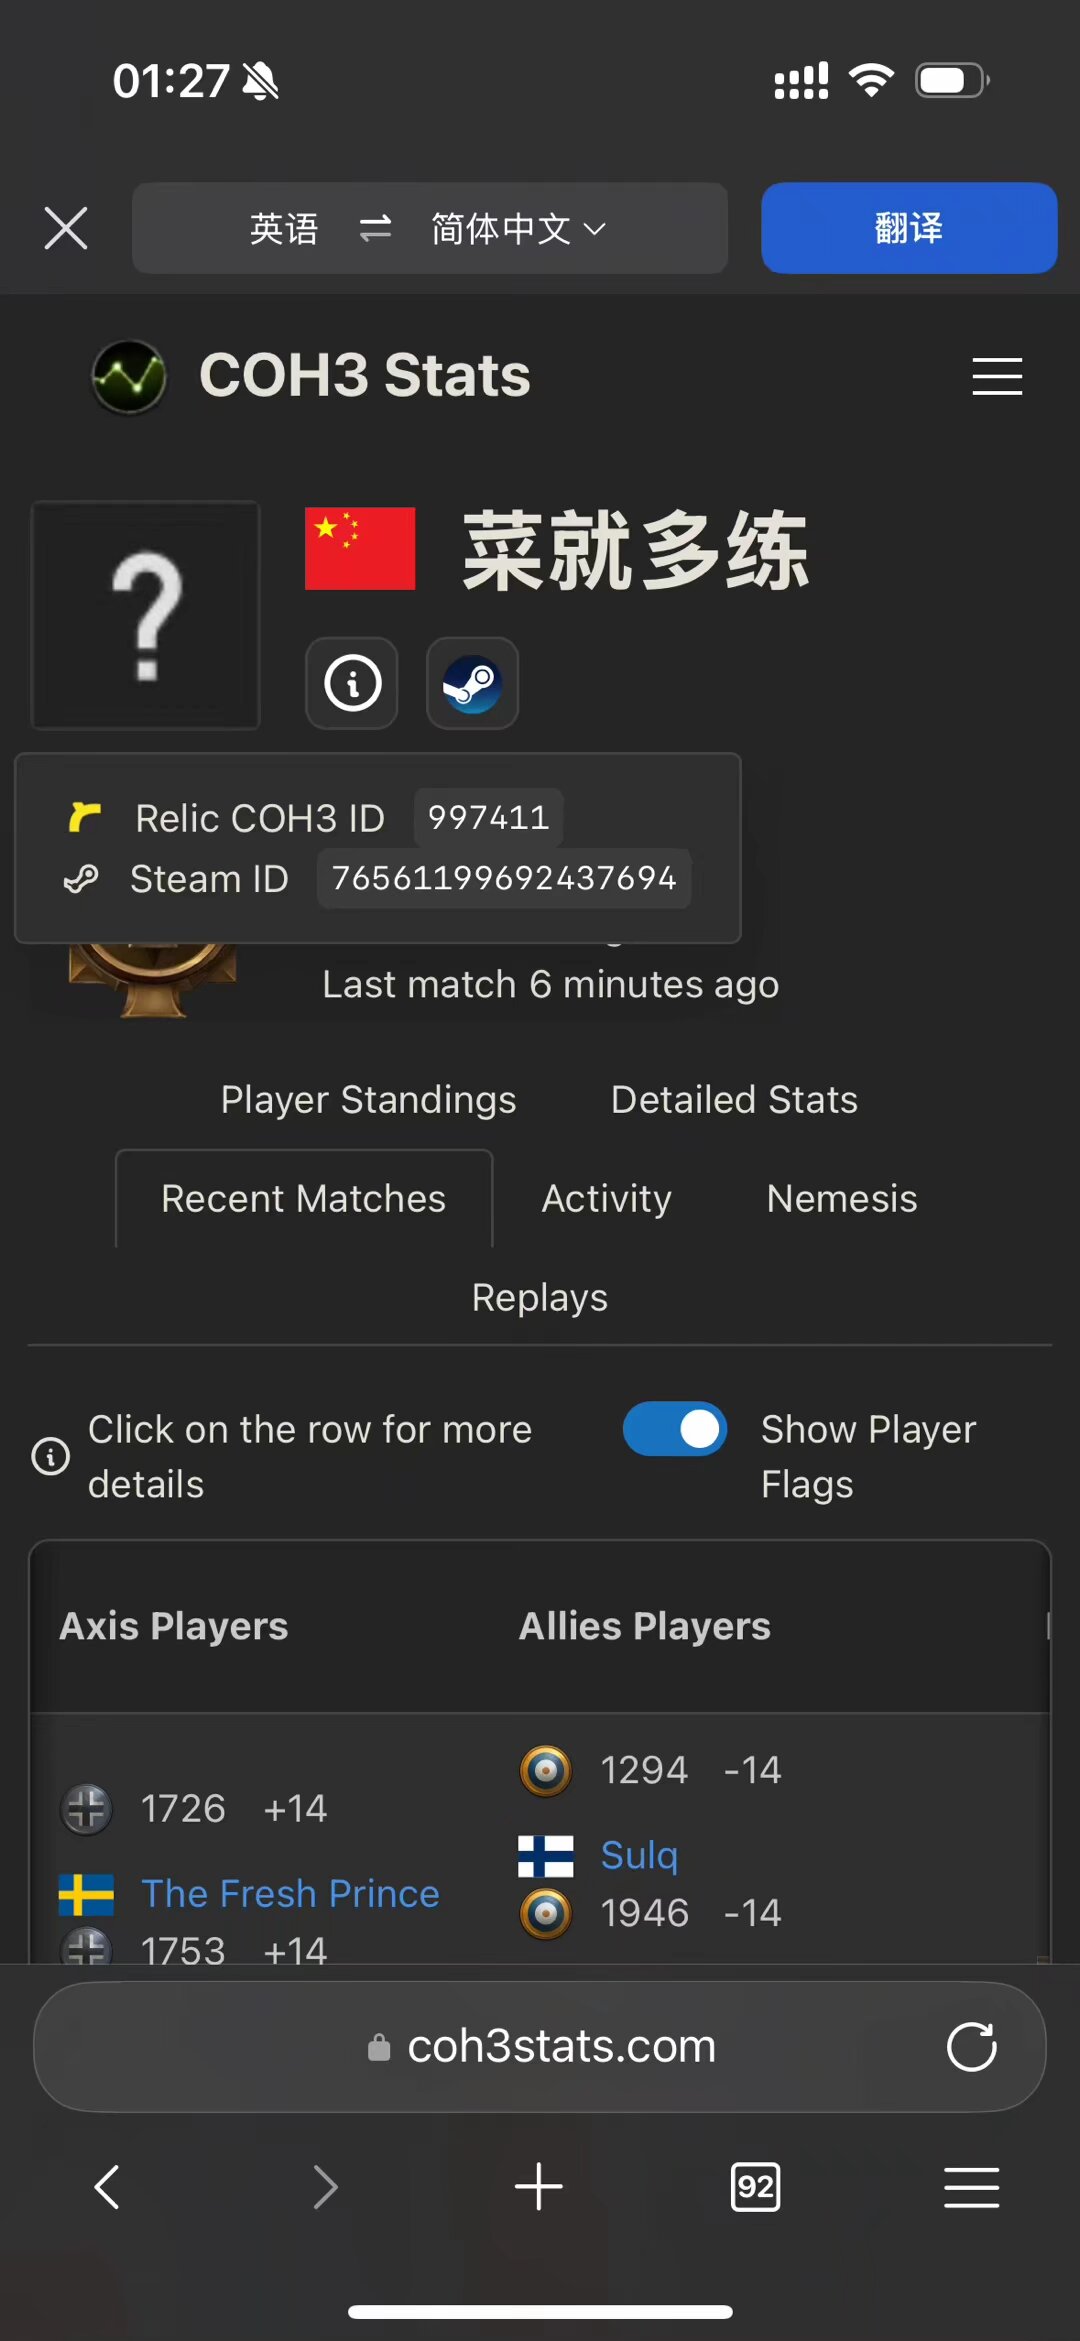 01:27
英语 简体中文 翻译
COH3 Stats
菜就多练
Relic COH3 ID 997411
Steam ID 76561199692437694
Last match 6 minutes ago
Player Standings Detailed Stats
Recent Matches Activity Nemesis
Replays
Click on the row for more details
Show Player Flags
Axis Players Allies Players
1726 +14
The Fresh Prince
1753 +14
1294 -14
Sulq
1946 -14
coh3stats.com
92